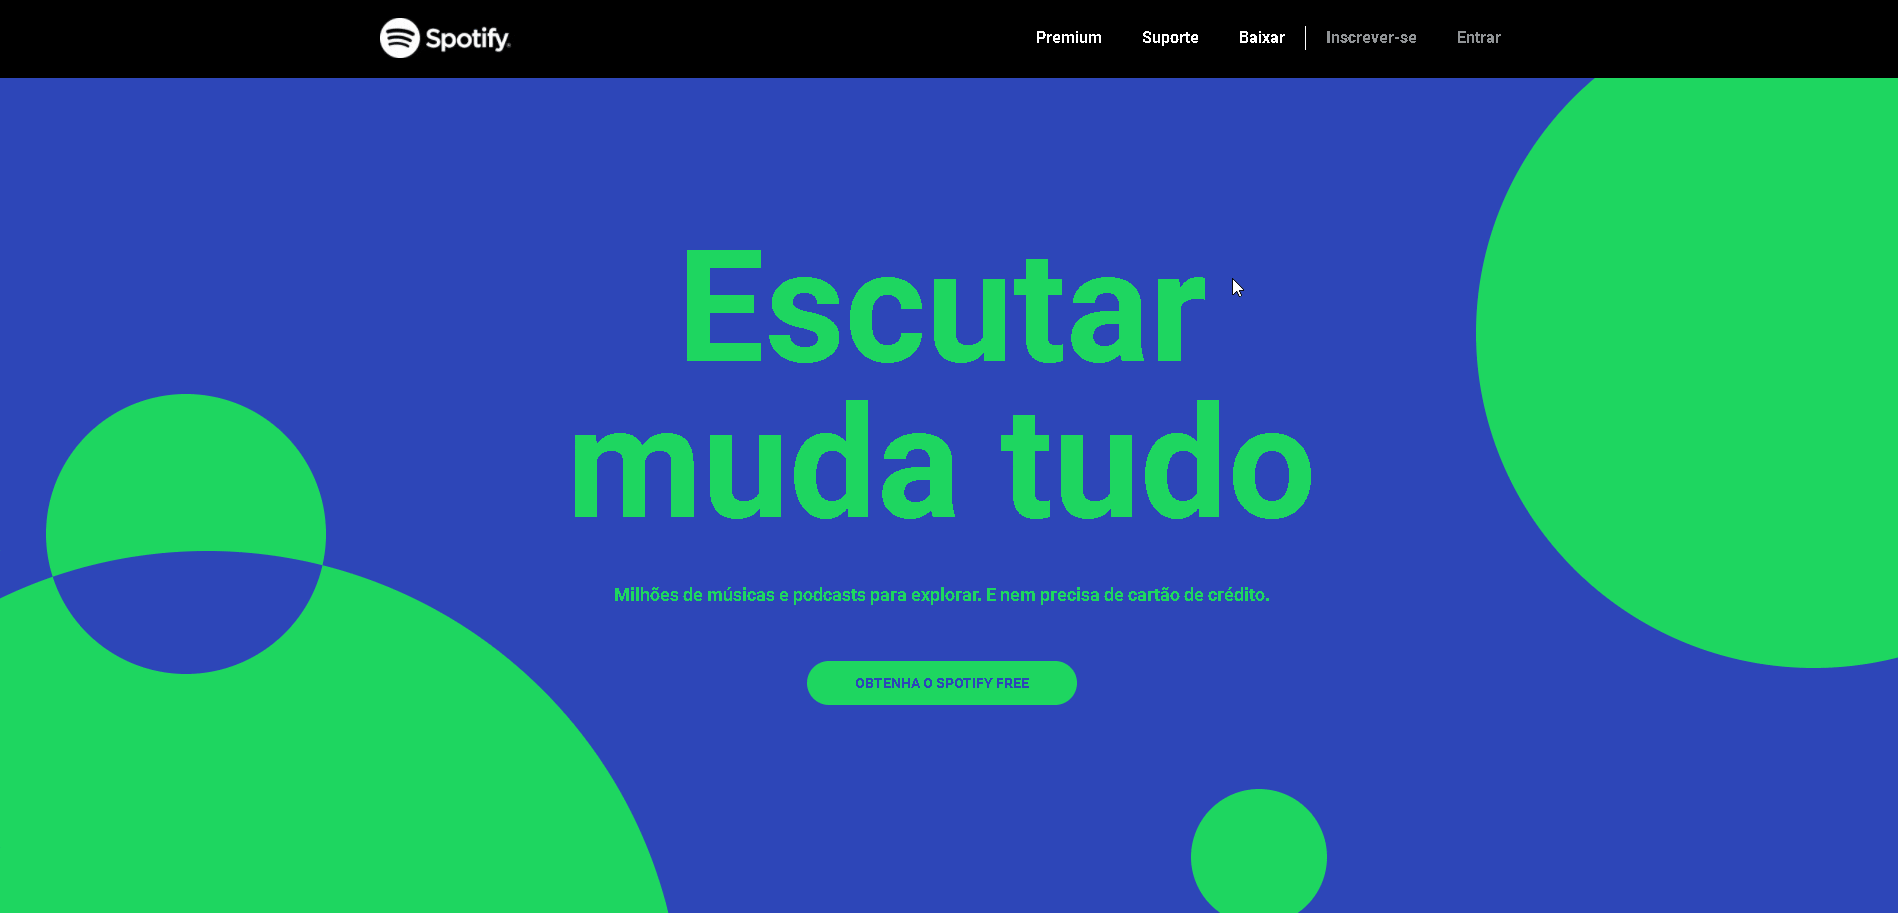 Spotify
Premium Suporte Baixar Inscrever-se Entrar
Escutar
muda tudo
Milhões de músicas e podcasts para explorar. E nem precisa de cartão de crédito.
OBTENHA O SPOTIFY FREE